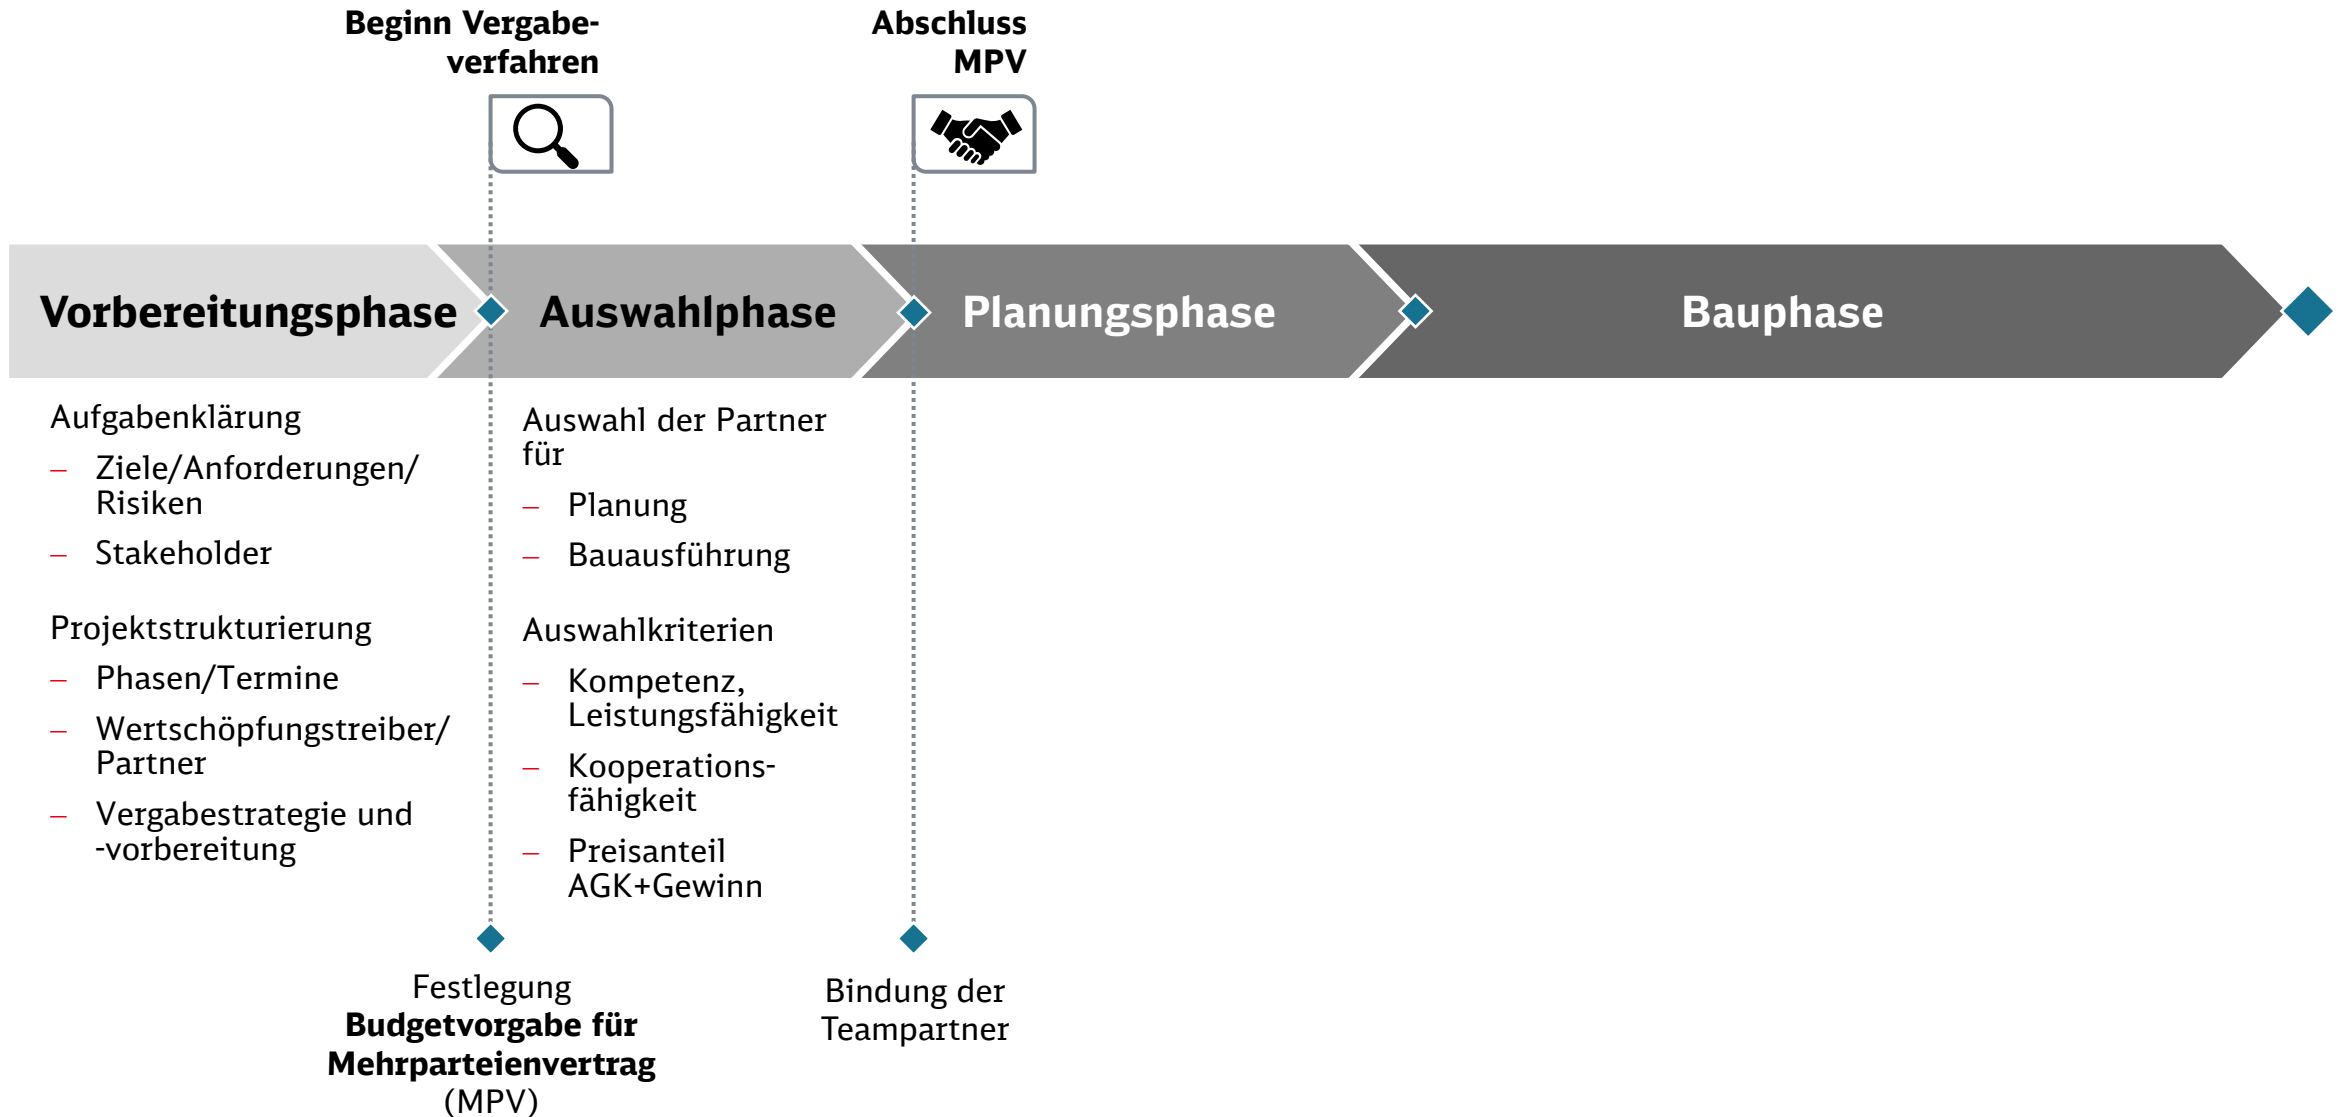 Beginn Vergabe-
verfahren
Abschluss
MPV
Vorbereitungsphase
Auswahlphase
Planungsphase
Bauphase
Aufgabenklärung
– Ziele/Anforderungen/
Risiken
– Stakeholder
Projektstrukturierung
– Phasen/Termine
– Wertschöpfungstreiber/
Partner
– Vergabestrategie und
-vorbereitung
Auswahl der Partner
für
– Planung
– Bauausführung
Auswahlkriterien
– Kompetenz,
Leistungsfähigkeit
– Kooperations-
fähigkeit
– Preisanteil
AGK+Gewinn
Festlegung
Budgetvorgabe für
Mehrparteienvertrag
(MPV)
Bindung der
Teampartner